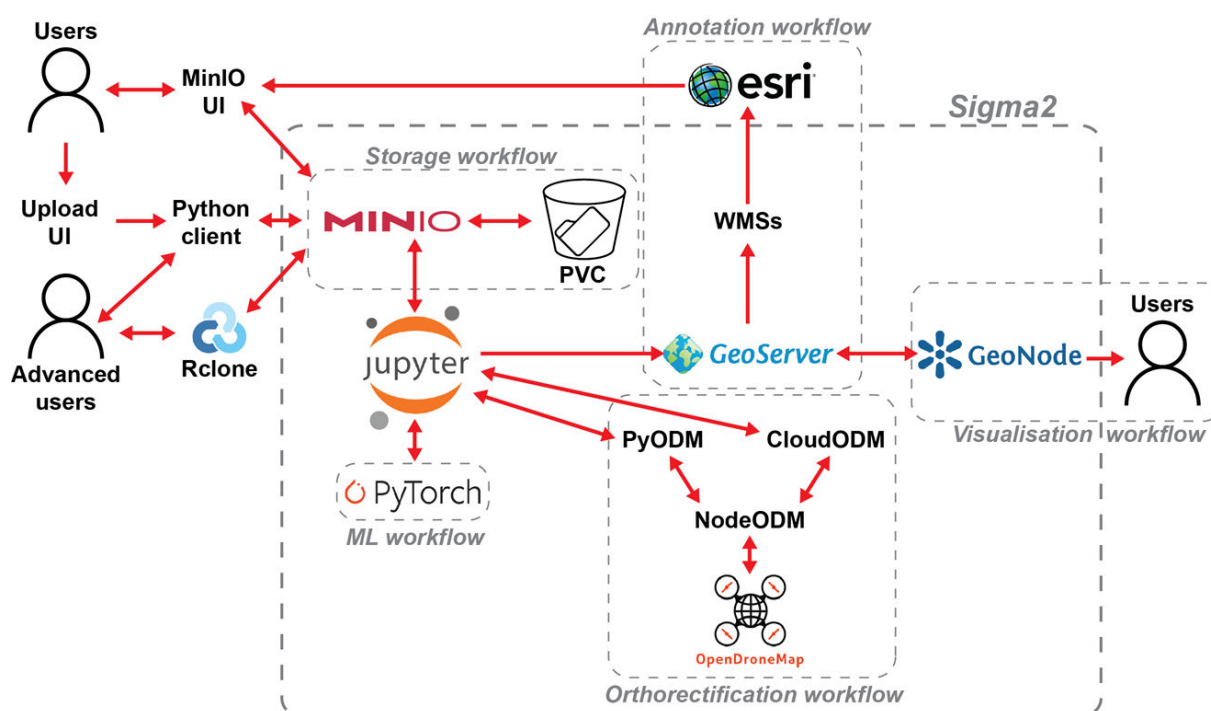 Users
Annotation workflow
MinIO
UI
esri
Sigma2
Storage workflow
Upload
UI
Python
client
MINIO
PVC
WMSs
Users
Advanced
users
Rclone
jupyter
GeoServer
GeoNode
Visualisation workflow
PyODM
CloudODM
PyTorch
ML workflow
NodeODM
OpenDroneMap
Orthorectification workflow